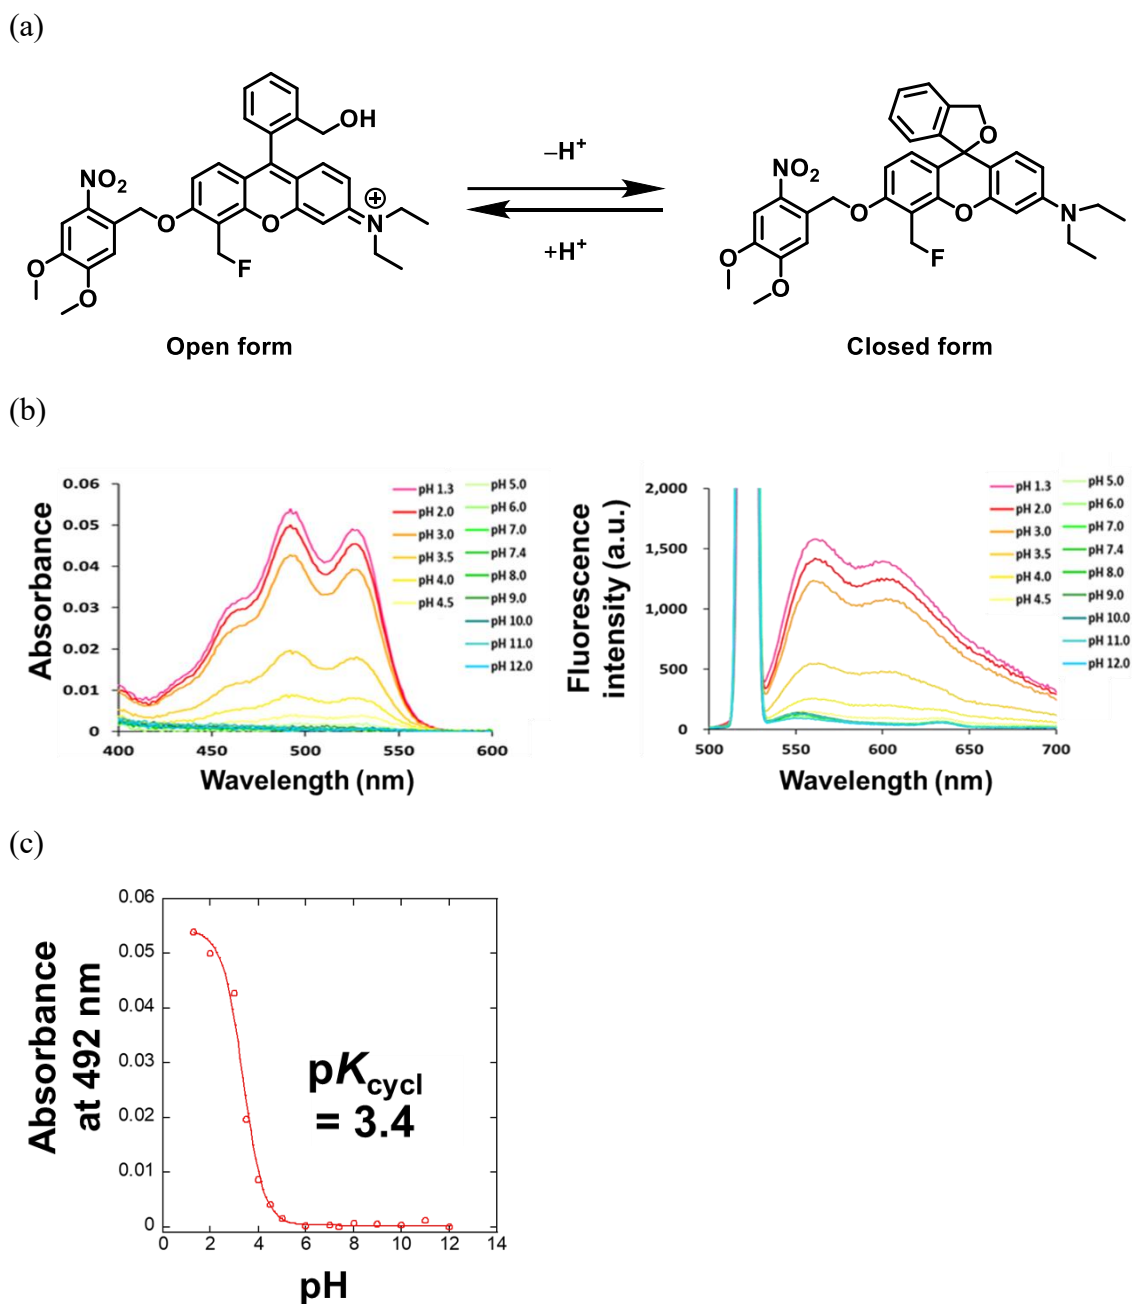 (a)
OH
NO2
O
O
N
F
O
O
Open form
–H+
+H+
O
NO2
O
O
N
F
O
O
Closed form
(b)
Absorbance
0.06
0.05
0.04
0.03
0.02
0.01
0
400 450 500 550 600
Wavelength (nm)
pH 1.3
pH 2.0
pH 3.0
pH 3.5
pH 4.0
pH 4.5
pH 5.0
pH 6.0
pH 7.0
pH 7.4
pH 8.0
pH 9.0
pH 10.0
pH 11.0
pH 12.0
Fluorescence
intensity (a.u.)
2,000
1,500
1,000
500
0
500 550 600 650 700
Wavelength (nm)
pH 1.3
pH 2.0
pH 3.0
pH 3.5
pH 4.0
pH 4.5
pH 5.0
pH 6.0
pH 7.0
pH 7.4
pH 8.0
pH 9.0
pH 10.0
pH 11.0
pH 12.0
(c)
Absorbance
at 492 nm
0.06
0.05
0.04
0.03
0.02
0.01
0
0 2 4 6 8 10 12 14
pH
pKcycl
= 3.4